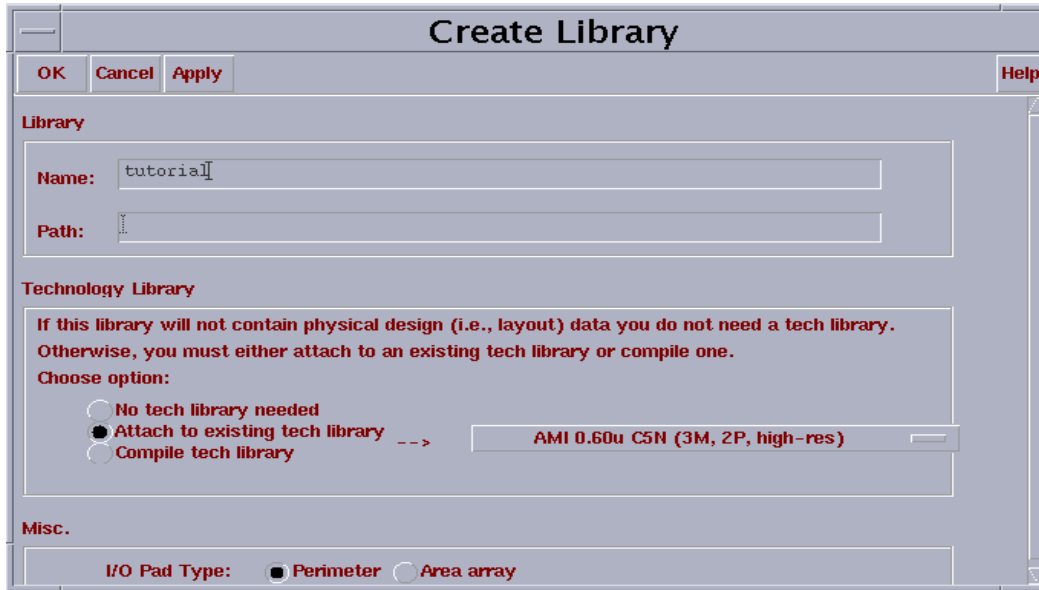 Create Library
OK Cancel Apply Help
Library
Name: tutorial
Path:
Technology Library
If this library will not contain physical design (i.e., layout) data you do not need a tech library.
Otherwise, you must either attach to an existing tech library or compile one.
Choose option:
No tech library needed
Attach to existing tech library --> AMI 0.60u C5N (3M, 2P, high-res)
Compile tech library
Misc.
I/O Pad Type: Perimeter Area array